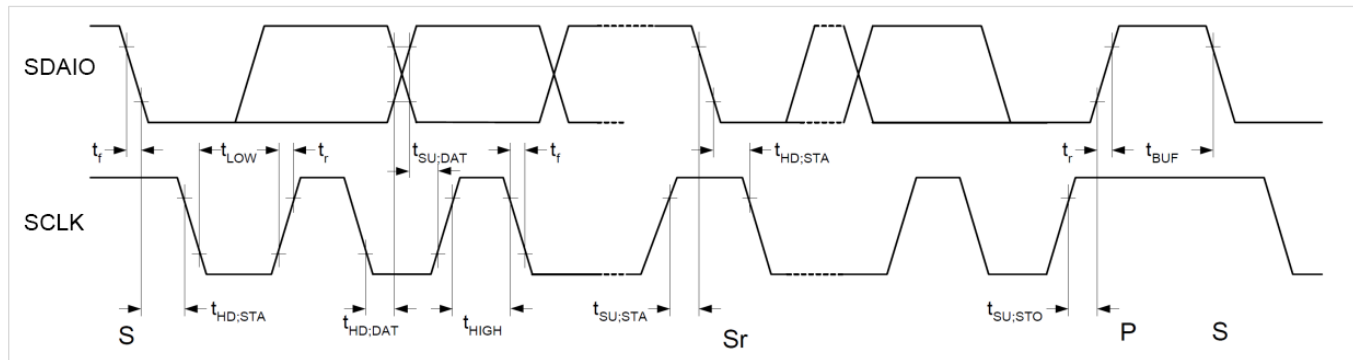 SDAIO
t_f t_LOW t_r t_SU;DAT t_f t_HD;STA t_r t_BUF
SCLK
t_HD;STA t_HD;DAT t_HIGH t_SU;STA t_SU;STO
S Sr P S